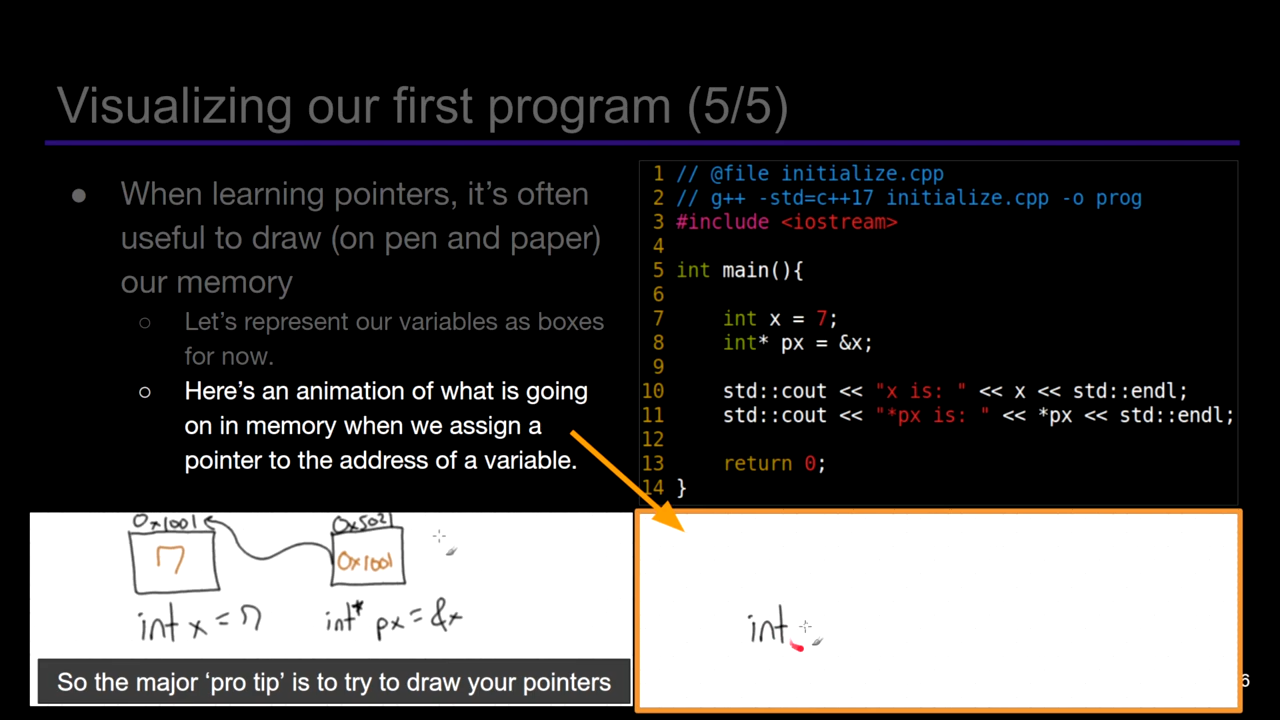 Visualizing our first program (5/5)
● When learning pointers, it’s often
useful to draw (on pen and paper)
our memory
○ Let’s represent our variables as boxes
for now.
○ Here’s an animation of what is going
on in memory when we assign a
pointer to the address of a variable.
1 // @file initialize.cpp
2 // g++ -std=c++17 initialize.cpp -o prog
3 #include <iostream>
4
5 int main(){
6
7 int x = 7;
8 int* px = &x;
9
10 std::cout << "x is: " << x << std::endl;
11 std::cout << "*px is: " << *px << std::endl;
12
13 return 0;
14 }
0x1001 0x5021
7 0x1001
int x = 7 int* px = &x
So the major ‘pro tip’ is to try to draw your pointers
int
6